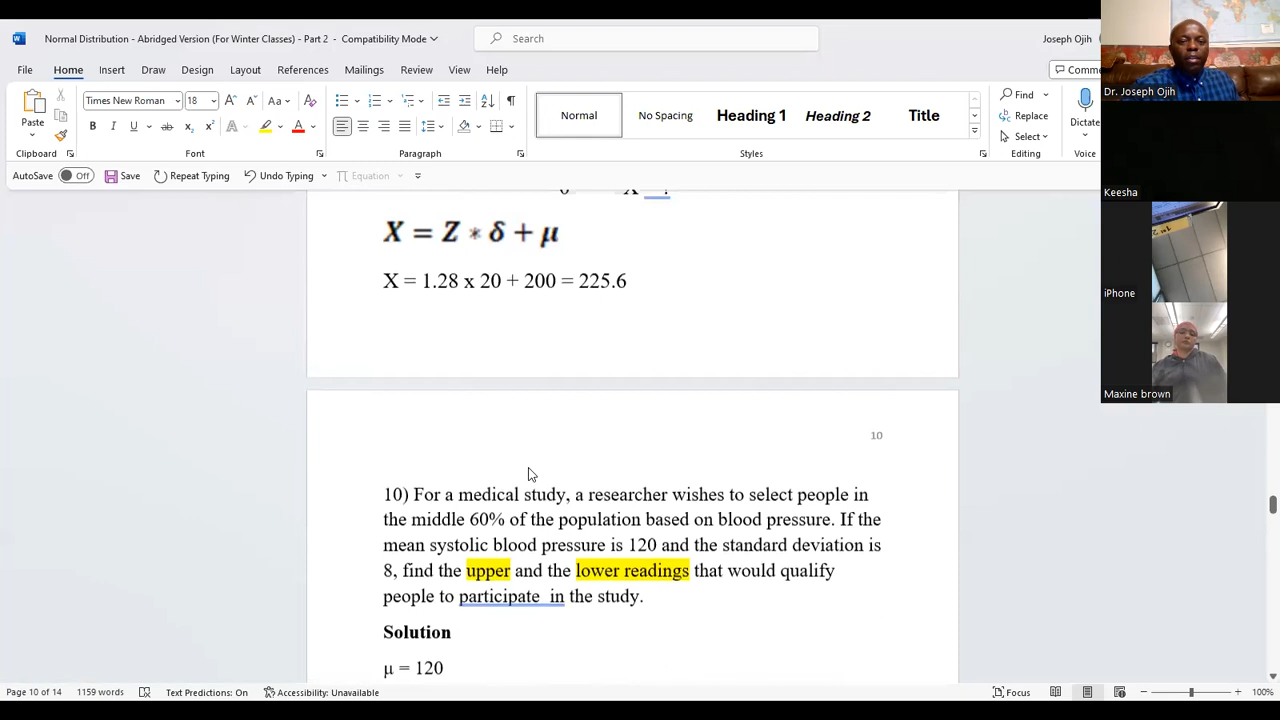 Normal Distribution - Abridged Version (For Winter Classes) - Part 2 - Compatibility Mode
Search
Joseph Ojih
File Home Insert Draw Design Layout References Mailings Review View Help
Comme
Paste
Times New Roman 18
Normal No Spacing Heading 1 Heading 2 Title
Find
Replace
Select
Dictate
Clipboard Font Paragraph Styles Editing Voice
AutoSave Off Save Repeat Typing Undo Typing Equation
X = Z * δ + μ
X = 1.28 x 20 + 200 = 225.6
10
10) For a medical study, a researcher wishes to select people in
the middle 60% of the population based on blood pressure. If the
mean systolic blood pressure is 120 and the standard deviation is
8, find the upper and the lower readings that would qualify
people to participate in the study.
Solution
μ = 120
Page 10 of 14 1159 words Text Predictions: On Accessibility: Unavailable Focus 100%
Dr. Joseph Ojih
Keesha
iPhone
Maxine brown